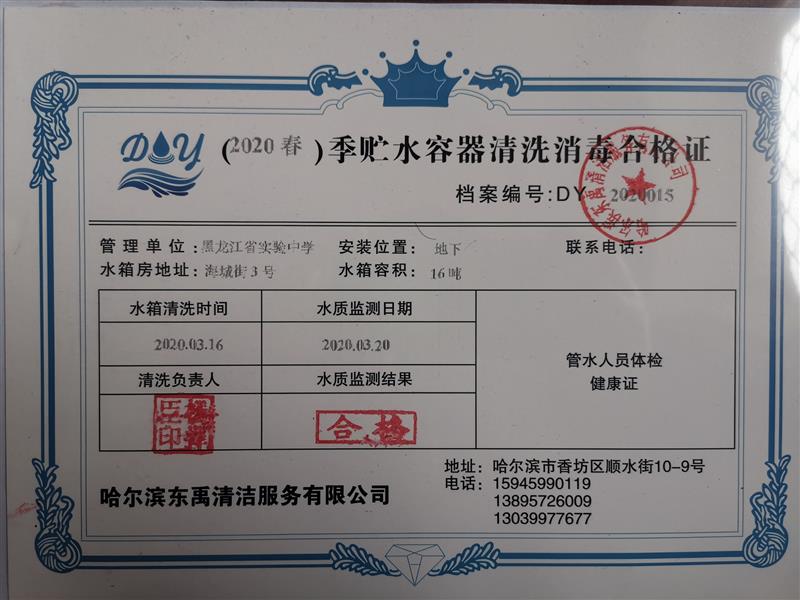 DY
(2020春)季贮水容器清洗消毒合格证
档案编号:DY 2020015
管理单位:黑龙江省实验中学 安装位置: 地下 联系电话:
水箱房地址: 海城街3号 水箱容积: 16吨
水箱清洗时间 水质监测日期
2020.03.16 2020.03.20
管水人员体检
健康证
清洗负责人 水质监测结果
合格
哈尔滨东禹清洁服务有限公司
地址: 哈尔滨市香坊区顺水街10-9号
电话: 15945990119
13895726009
13039977677